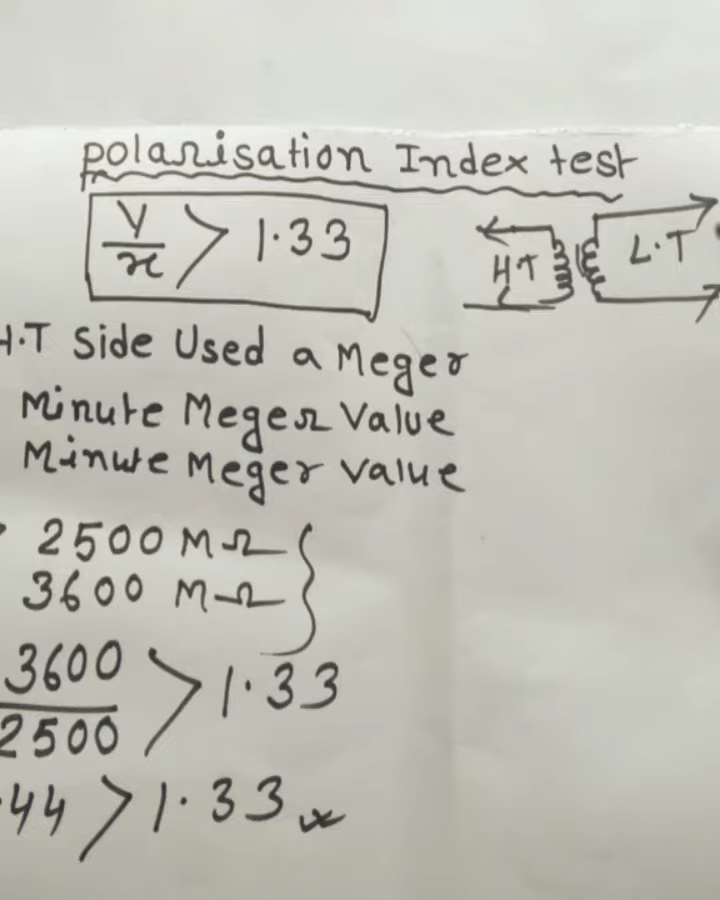 polarisation Index test
y/x > 1.33
H.T L.T
H.T Side Used a Meger
Minute Meger Value
Minute Meger Value
2500 MΩ
3600 MΩ
3600/2500 > 1.33
.44 > 1.33